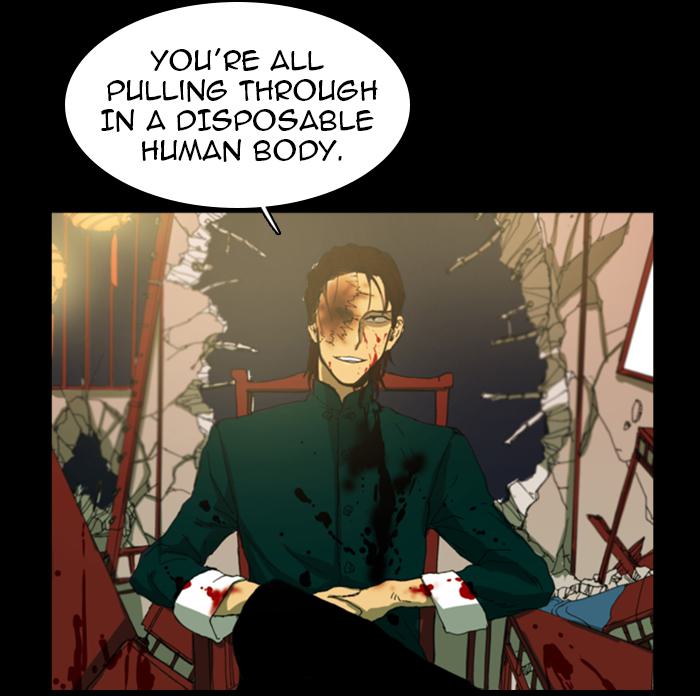 YOU'RE ALL
PULLING THROUGH
IN A DISPOSABLE
HUMAN BODY.